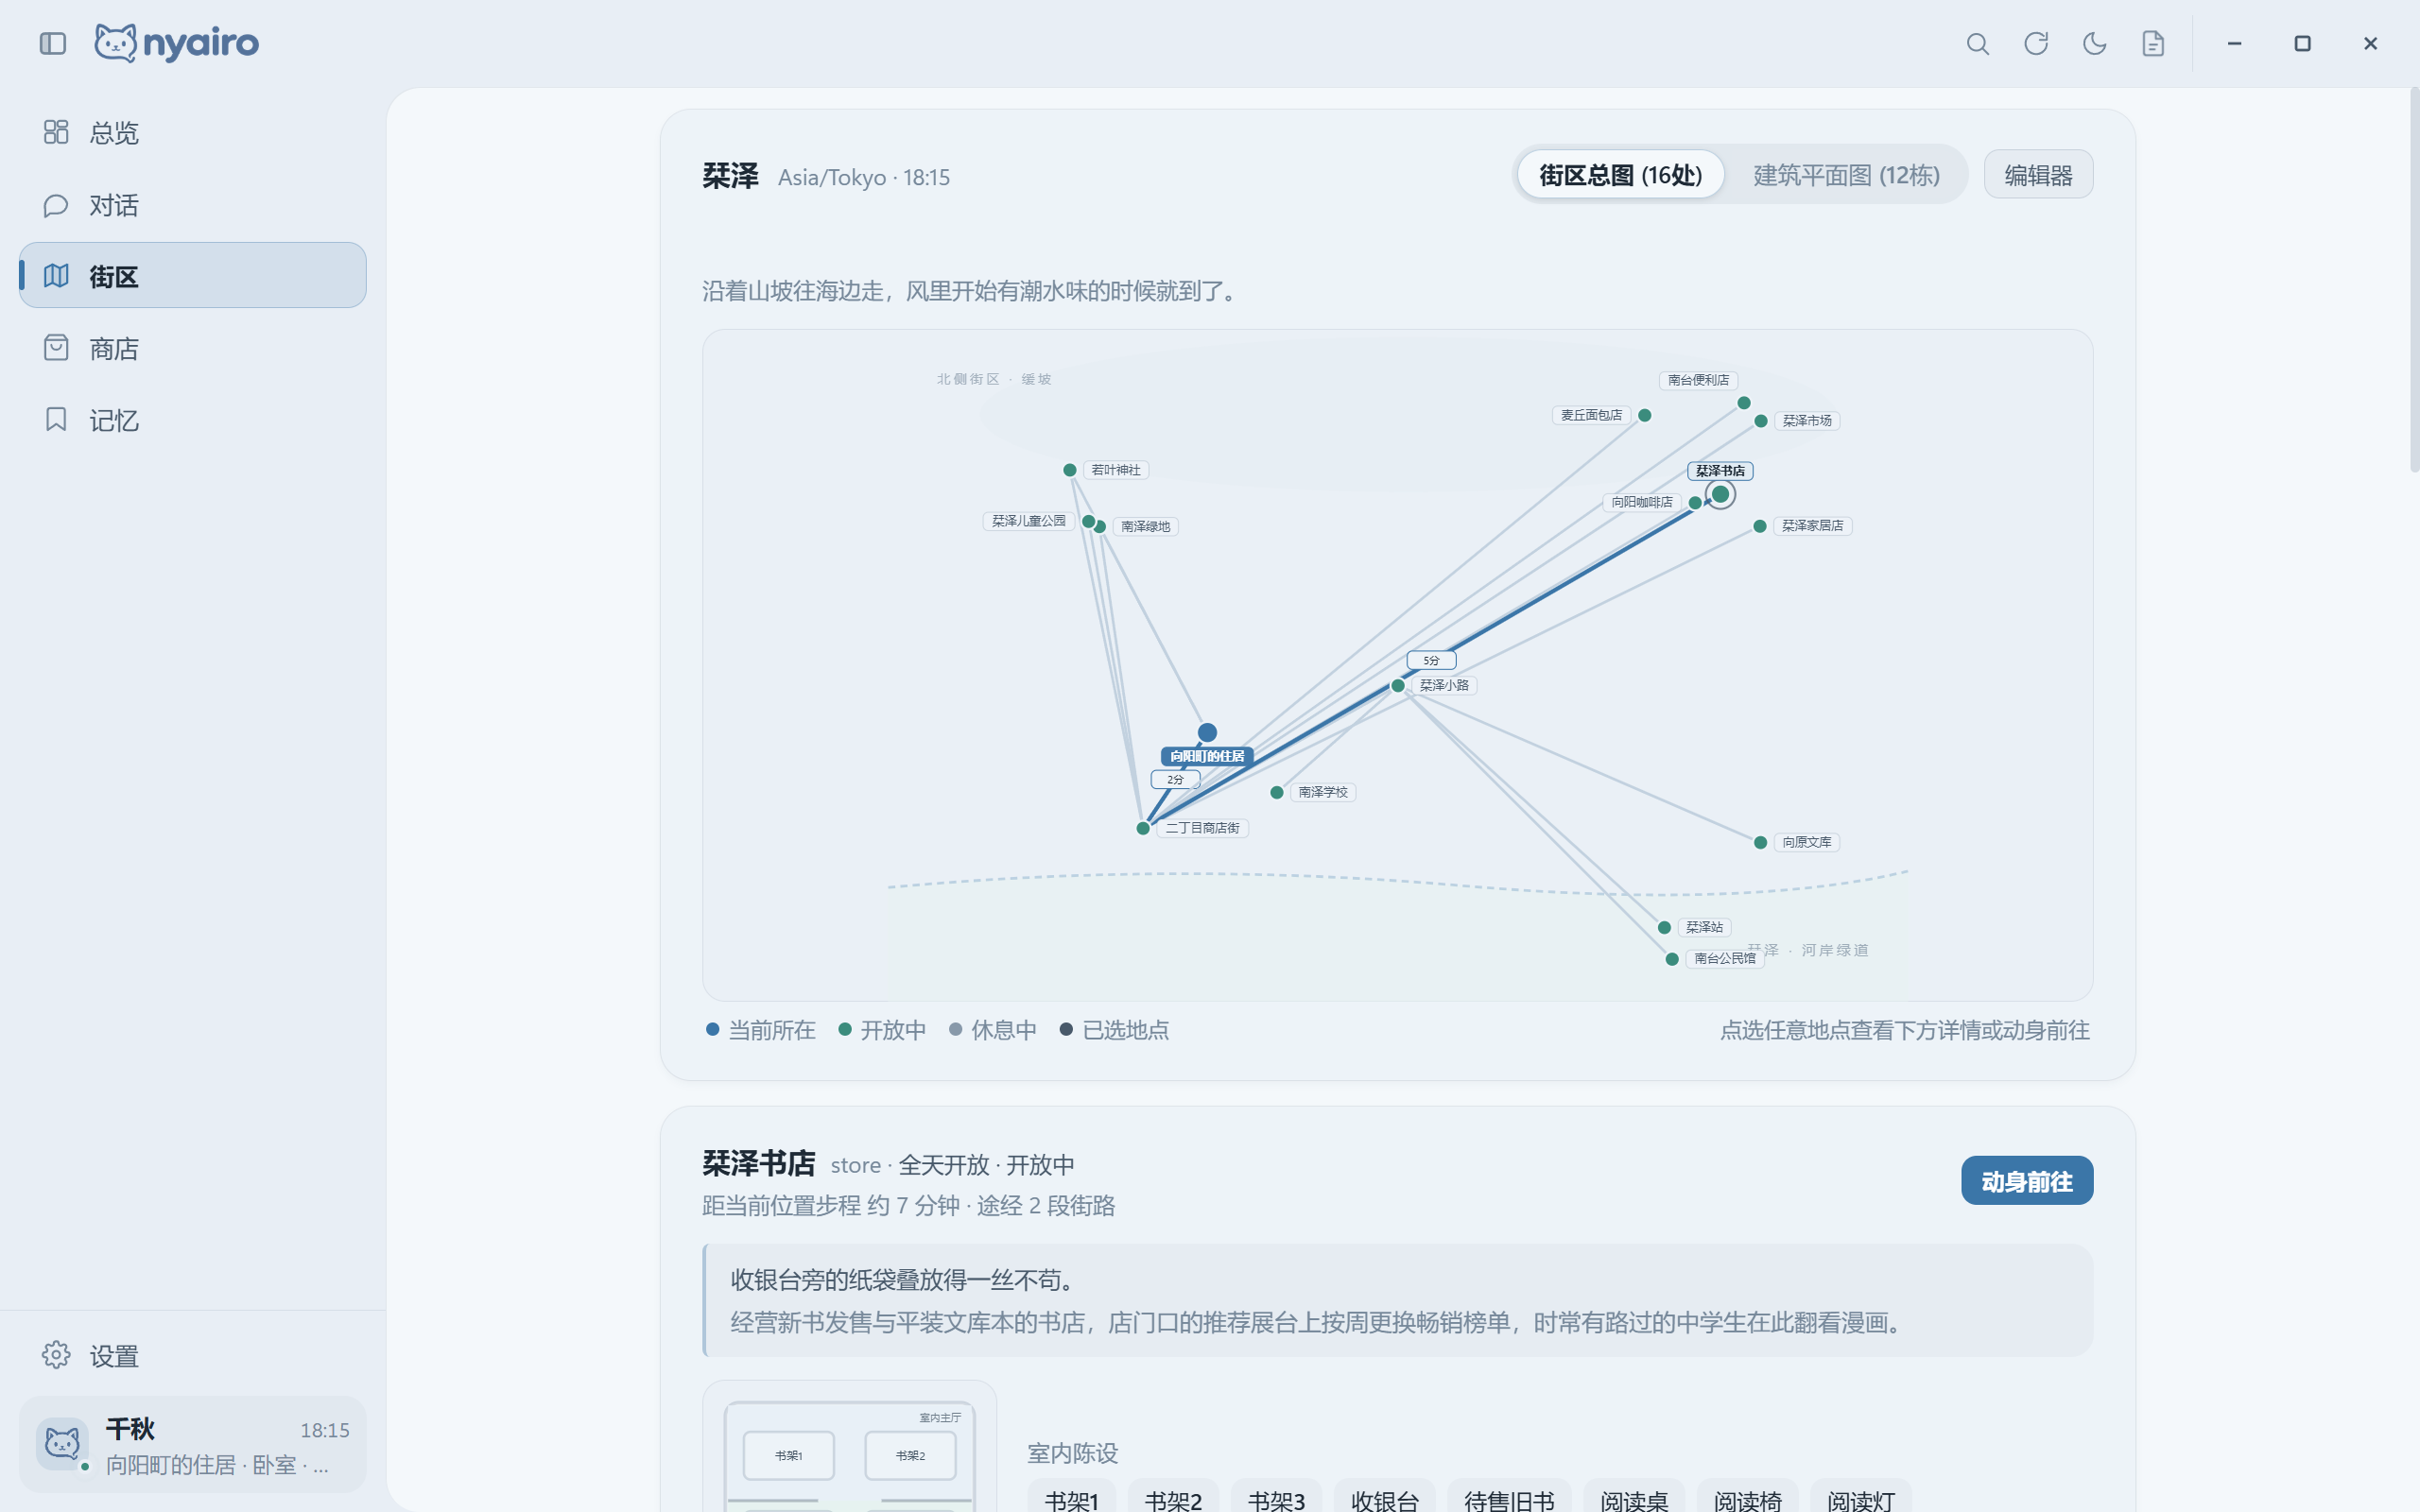 nyairo
总览
对话
街区
商店
记忆
设置
千秋 18:15
向阳町的住居 · 卧室 · ...
栞泽 Asia/Tokyo · 18:15
街区总图 (16处) 建筑平面图 (12栋) 编辑器
沿着山坡往海边走，风里开始有潮水味的时候就到了。
北侧街区 · 缓坡
南台便利店
麦丘面包店
栞泽市场
若叶神社
栞泽书店
向阳咖啡店
栞泽儿童公园
南泽绿地
栞泽家居店
5分
栞泽小路
向阳町的住居
2分
南泽学校
二丁目商店街
向原文库
栞泽站
栞泽 · 河岸绿道
南台公民馆
当前所在 开放中 休息中 已选地点
点选任意地点查看下方详情或动身前往
栞泽书店 store · 全天开放 · 开放中
动身前往
距当前位置步程 约 7 分钟 · 途经 2 段街路
收银台旁的纸袋叠放得一丝不苟。
经营新书发售与平装文库本的书店，店门口的推荐展台上按周更换畅销榜单，时常有路过的中学生在此翻看漫画。
室内主厅
书架1 书架2
室内陈设
书架1 书架2 书架3 收银台 待售旧书 阅读桌 阅读椅 阅读灯